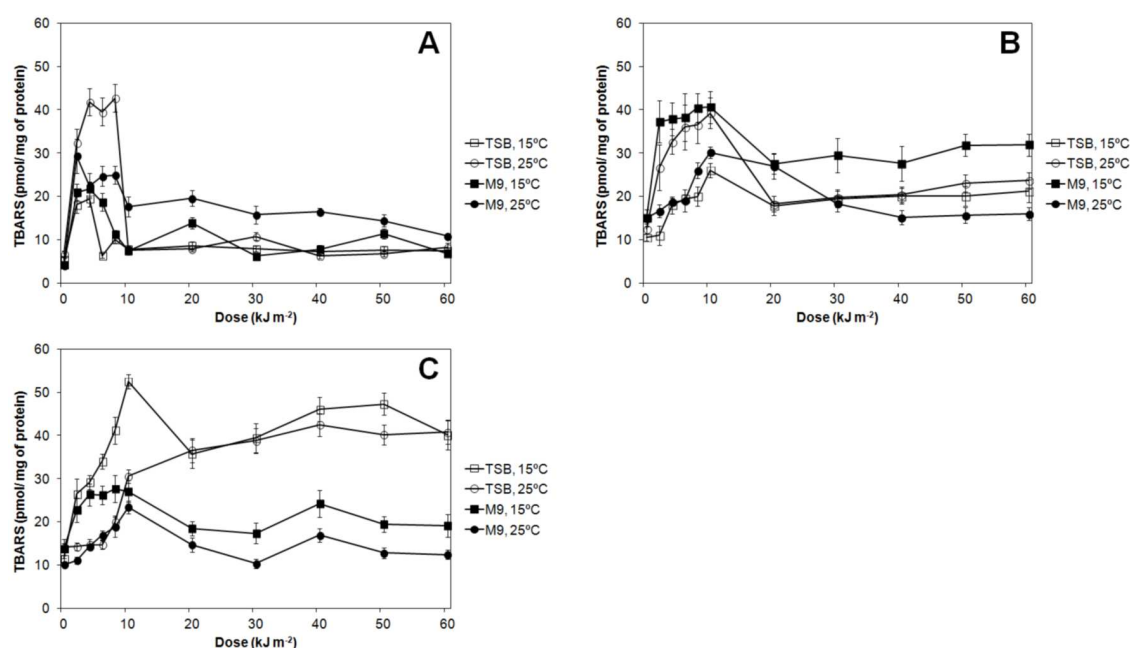 A
TBARS (pmol/mg of protein)
60
50
40
30
20
10
0
0 10 20 30 40 50 60
Dose (kJ m-2)
TSB, 15ºC
TSB, 25ºC
M9, 15ºC
M9, 25ºC
B
TBARS (pmol/mg of protein)
60
50
40
30
20
10
0
0 10 20 30 40 50 60
Dose (kJ m-2)
TSB, 15ºC
TSB, 25ºC
M9, 15ºC
M9, 25ºC
C
TBARS (pmol/mg of protein)
60
50
40
30
20
10
0
0 10 20 30 40 50 60
Dose (kJ m-2)
TSB, 15ºC
TSB, 25ºC
M9, 15ºC
M9, 25ºC